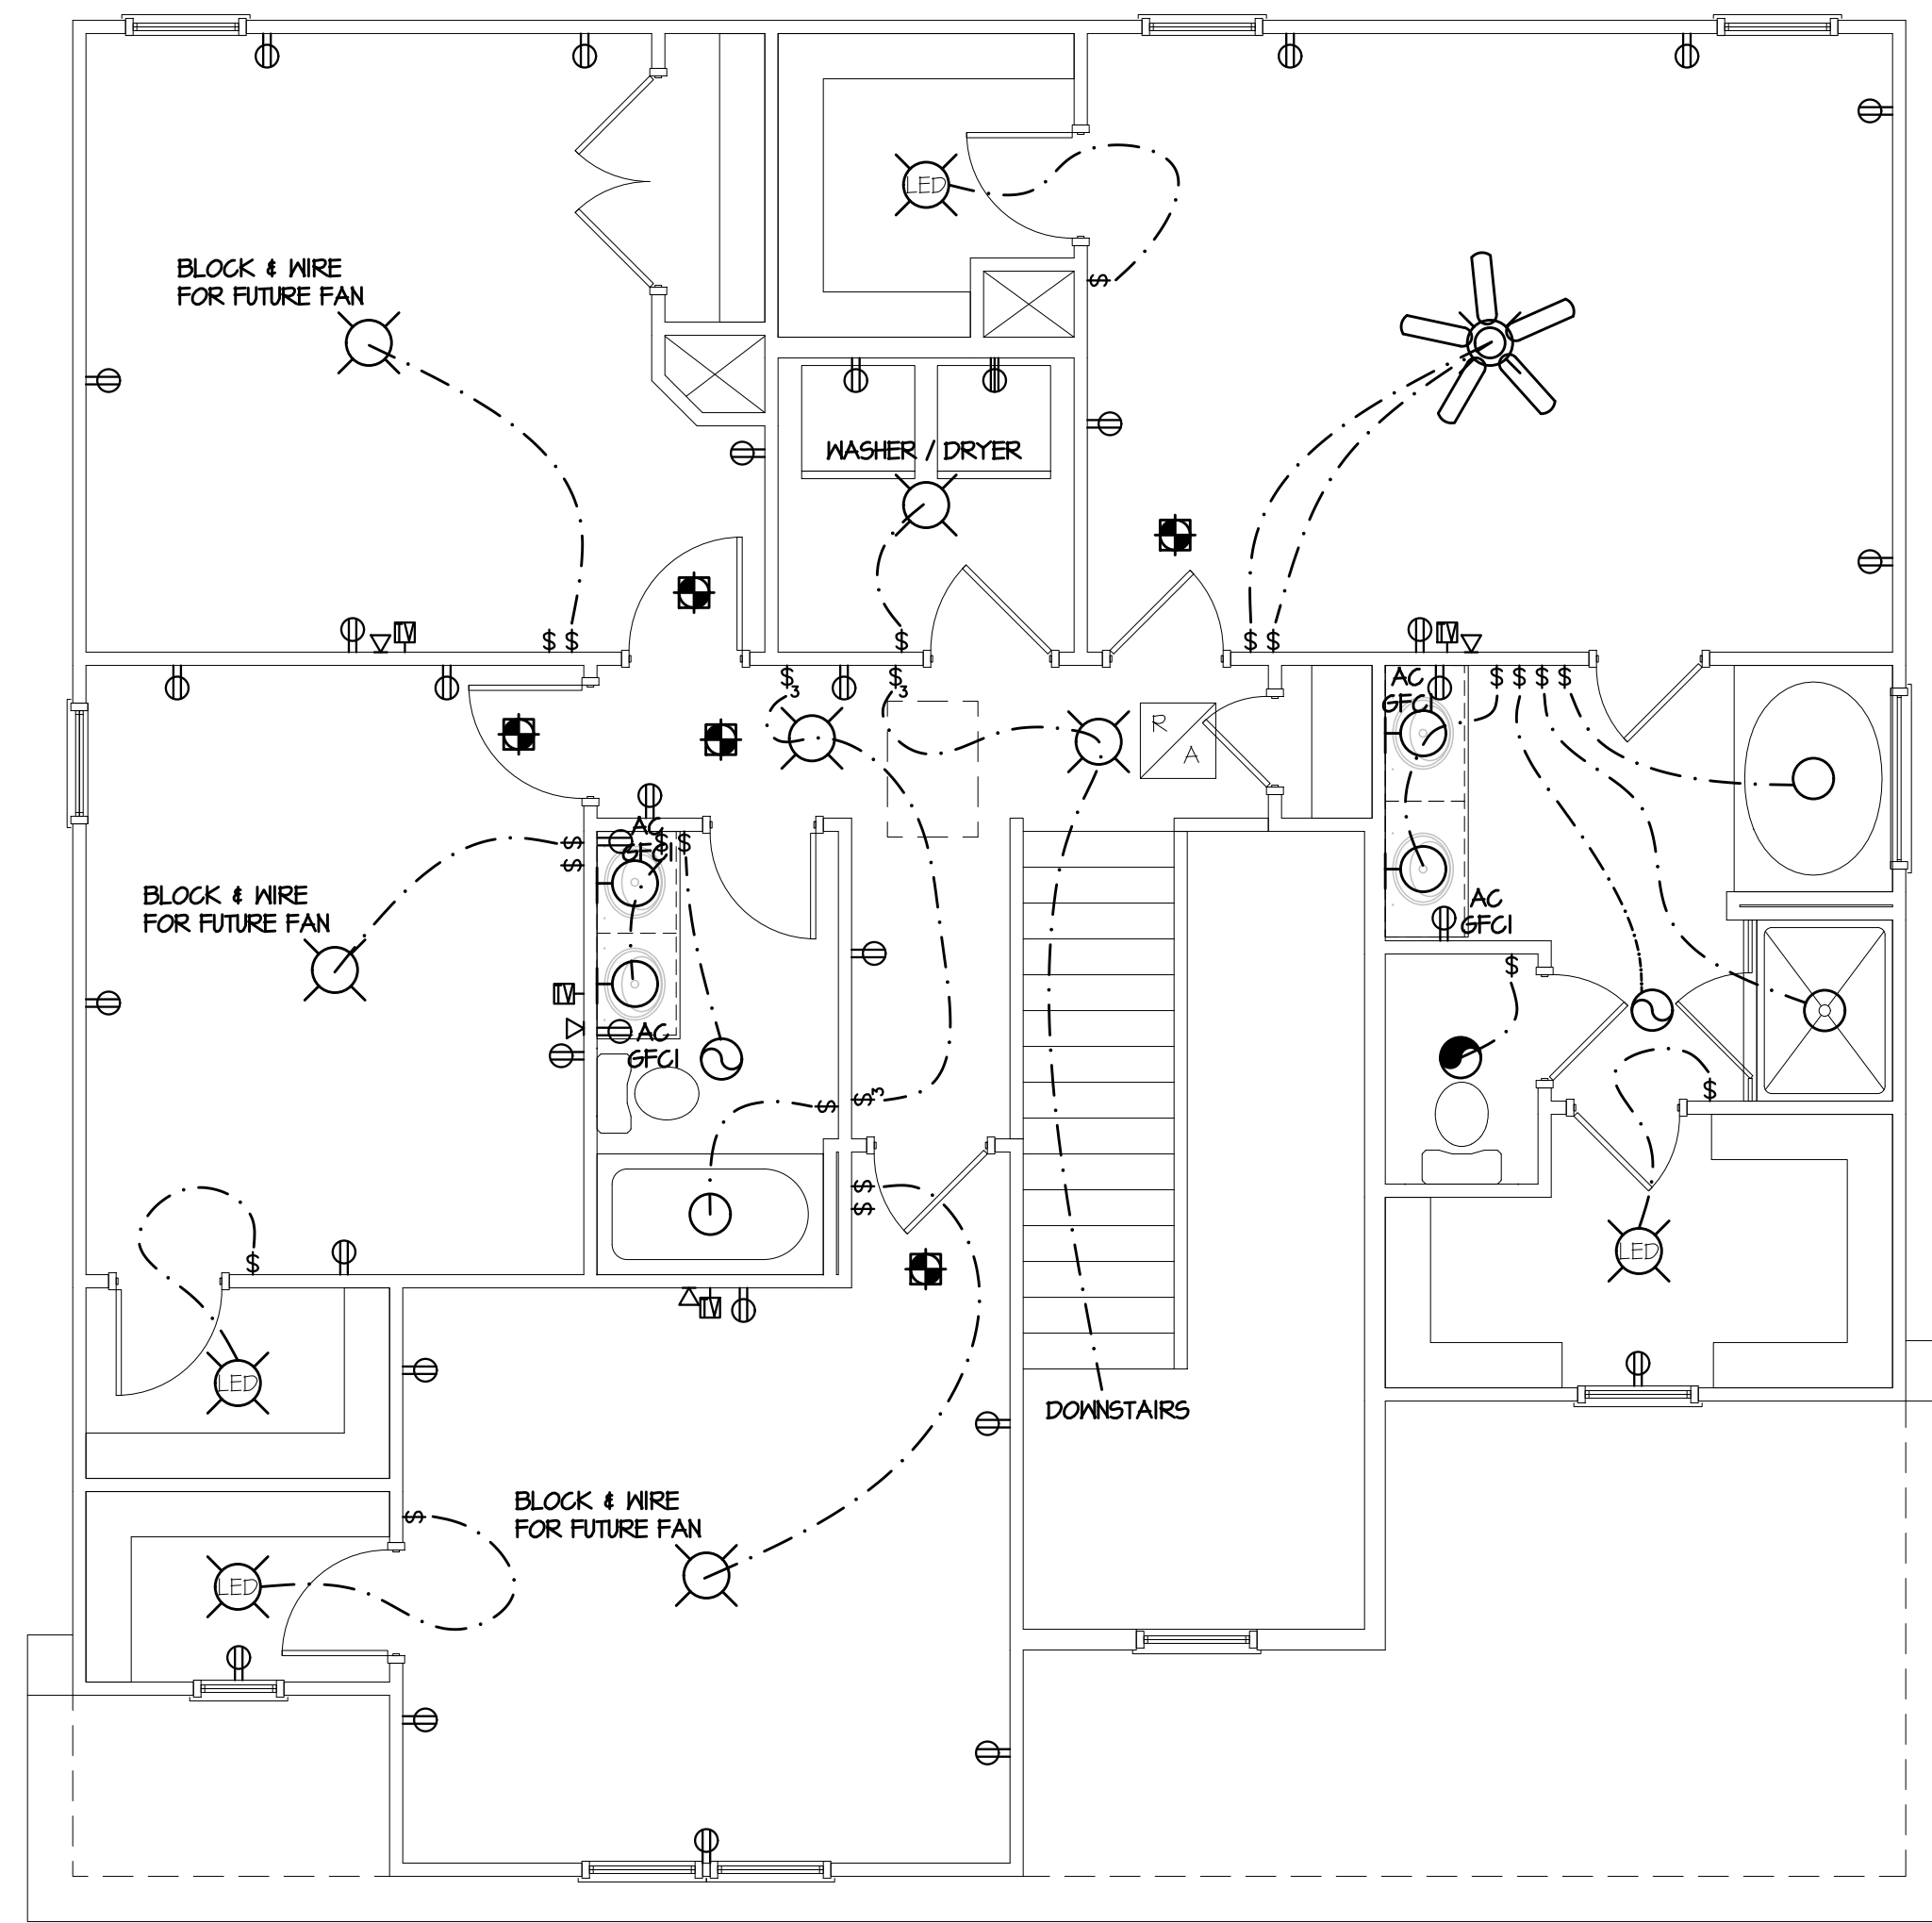 LED
BLOCK & WIRE
FOR FUTURE FAN
$
WASHER / DRYER
$ $
TV
$
$ $
TV
$3
$3
AC
GFCI
$ $ $ $
R
A
$
$
AC
GFCI
$ $
BLOCK & WIRE
FOR FUTURE FAN
AC
GFCI
$
TV
AC
GFCI
$
$3
$
$
$
$
LED
TV
LED
DOWNSTAIRS
BLOCK & WIRE
FOR FUTURE FAN
$
LED